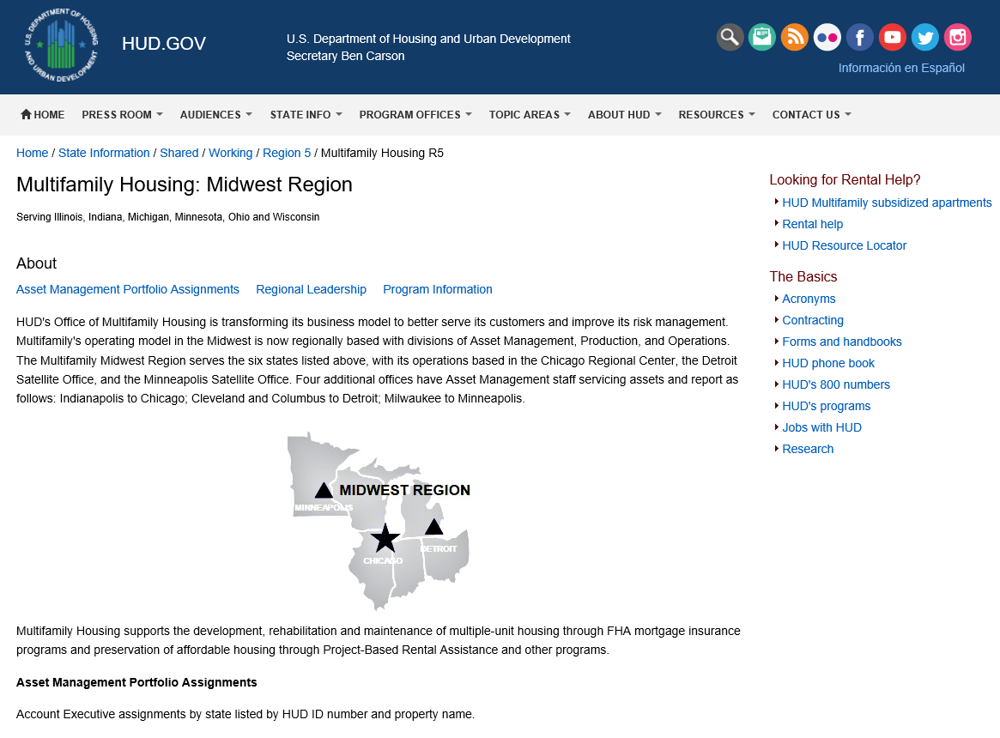 U.S. DEPARTMENT OF HOUSING
AND URBAN DEVELOPMENT
HUD.GOV
U.S. Department of Housing and Urban Development
Secretary Ben Carson
Información en Español
HOME PRESS ROOM AUDIENCES STATE INFO PROGRAM OFFICES TOPIC AREAS ABOUT HUD RESOURCES CONTACT US
Home / State Information / Shared / Working / Region 5 / Multifamily Housing R5
Multifamily Housing: Midwest Region
Serving Illinois, Indiana, Michigan, Minnesota, Ohio and Wisconsin
About
Asset Management Portfolio Assignments Regional Leadership Program Information
HUD's Office of Multifamily Housing is transforming its business model to better serve its customers and improve its risk management.
Multifamily's operating model in the Midwest is now regionally based with divisions of Asset Management, Production, and Operations.
The Multifamily Midwest Region serves the six states listed above, with its operations based in the Chicago Regional Center, the Detroit
Satellite Office, and the Minneapolis Satellite Office. Four additional offices have Asset Management staff servicing assets and report as
follows: Indianapolis to Chicago; Cleveland and Columbus to Detroit; Milwaukee to Minneapolis.
MIDWEST REGION
MINNEAPOLIS
DETROIT
CHICAGO
Multifamily Housing supports the development, rehabilitation and maintenance of multiple-unit housing through FHA mortgage insurance
programs and preservation of affordable housing through Project-Based Rental Assistance and other programs.
Asset Management Portfolio Assignments
Account Executive assignments by state listed by HUD ID number and property name.
Looking for Rental Help?
HUD Multifamily subsidized apartments
Rental help
HUD Resource Locator
The Basics
Acronyms
Contracting
Forms and handbooks
HUD phone book
HUD's 800 numbers
HUD's programs
Jobs with HUD
Research